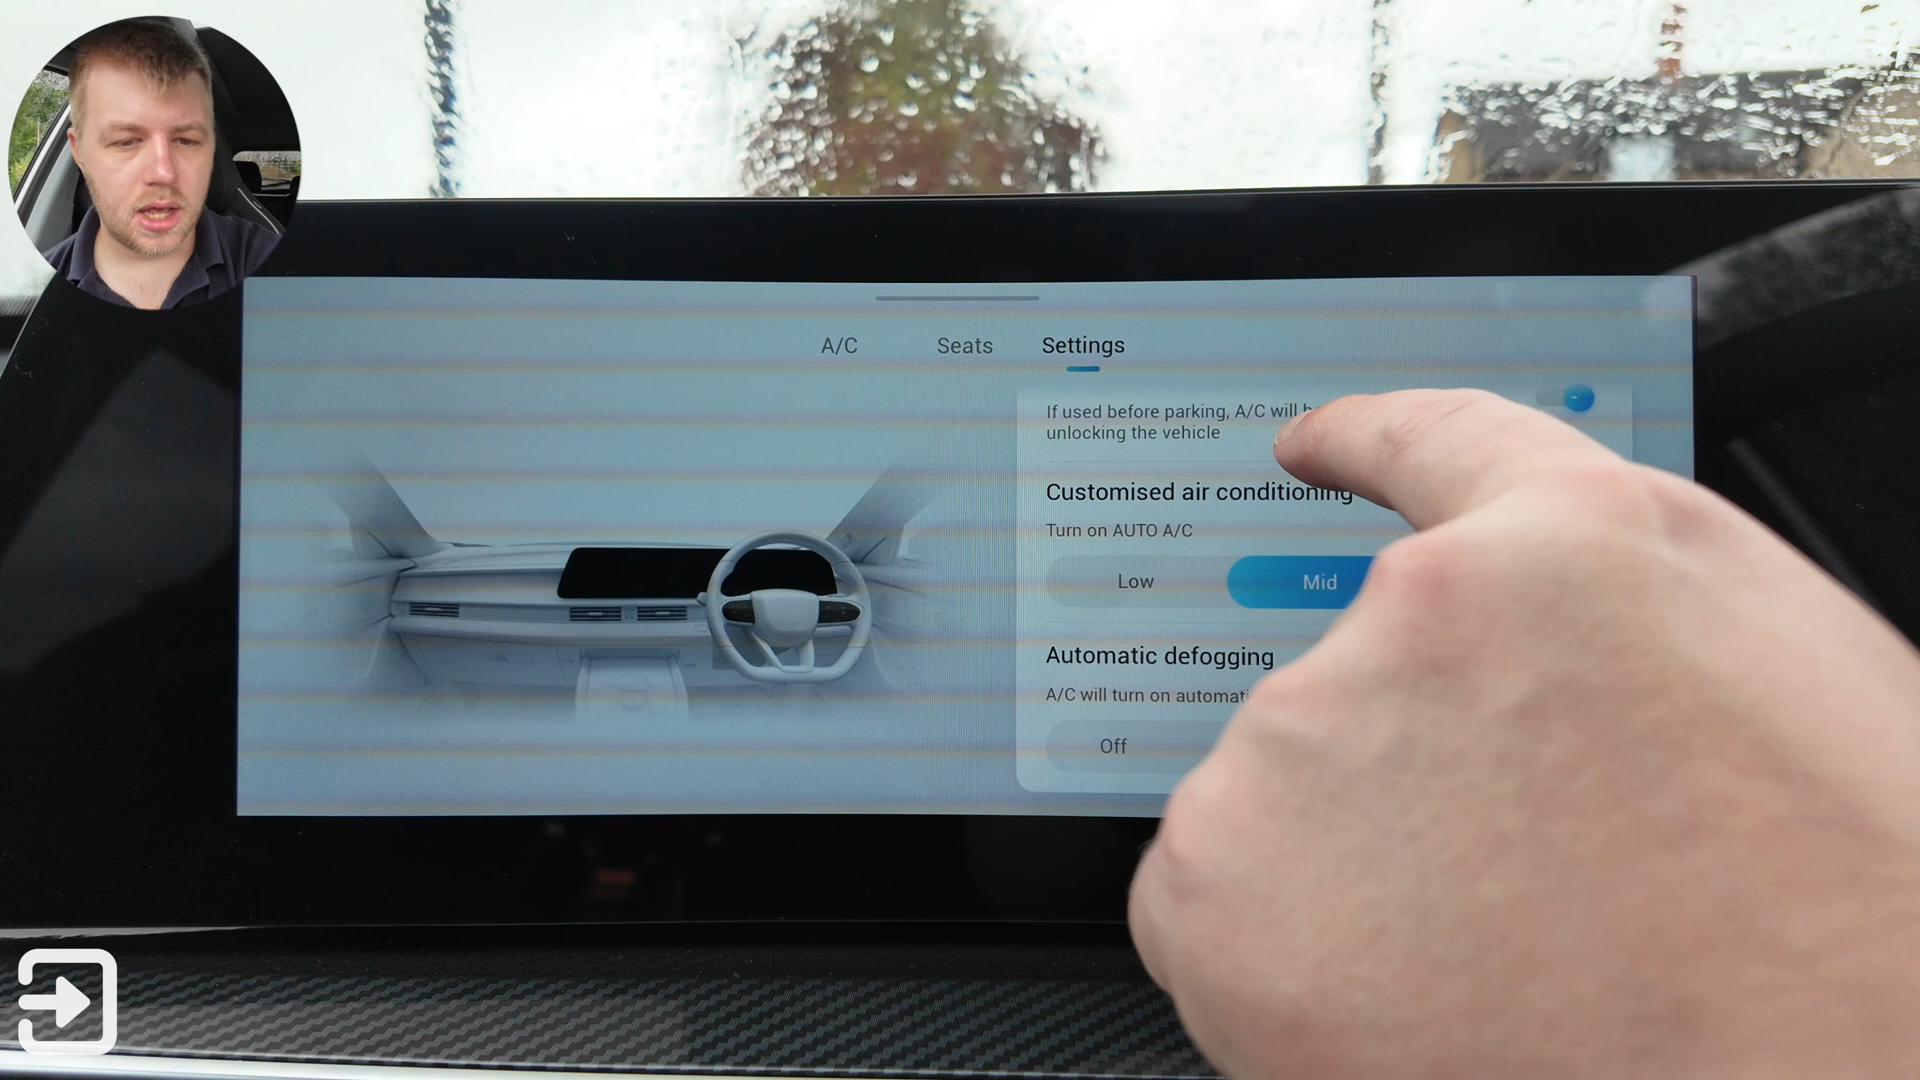 A/C Seats Settings
If used before parking, A/C will
unlocking the vehicle
Customised air conditioning
Turn on AUTO A/C
Low Mid
Automatic defogging
A/C will turn on
Off